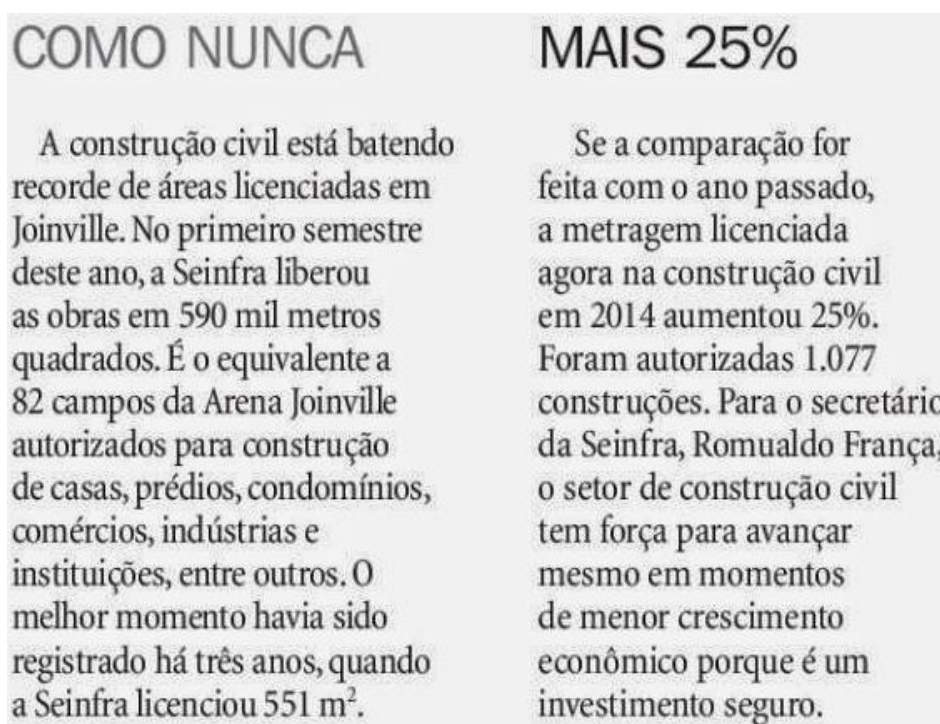 COMO NUNCA
A construção civil está batendo
recorde de áreas licenciadas em
Joinville. No primeiro semestre
deste ano, a Seinfra liberou
as obras em 590 mil metros
quadrados. É o equivalente a
82 campos da Arena Joinville
autorizados para construção
de casas, prédios, condomínios,
comércios, indústrias e
instituições, entre outros. O
melhor momento havia sido
registrado há três anos, quando
a Seinfra licenciou 551 m².
MAIS 25%
Se a comparação for
feita com o ano passado,
a metragem licenciada
agora na construção civil
em 2014 aumentou 25%.
Foram autorizadas 1.077
construções. Para o secretário
da Seinfra, Romualdo França,
o setor de construção civil
tem força para avançar
mesmo em momentos
de menor crescimento
econômico porque é um
investimento seguro.